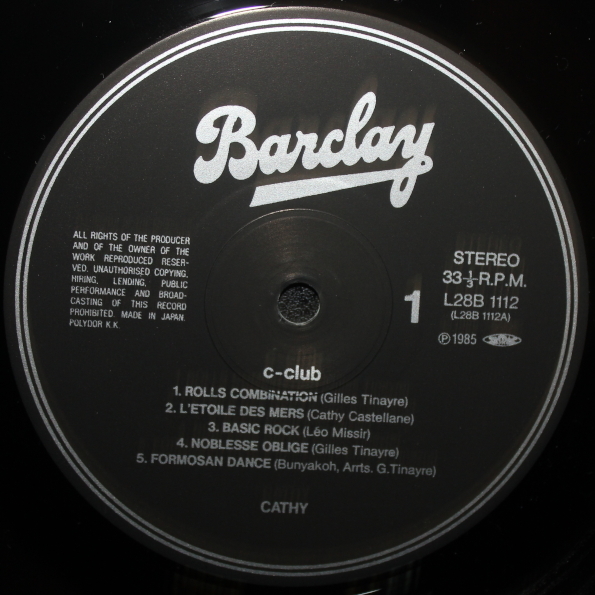 Barclay
ALL RIGHTS OF THE PRODUCER
AND OF THE OWNER OF THE
WORK REPRODUCED RESER-
VED. UNAUTHORISED COPYING,
HIRING, LENDING, PUBLIC
PERFORMANCE AND BROAD-
CASTING OF THIS RECORD
PROHIBITED. MADE IN JAPAN.
POLYDOR K.K.
1
STEREO
33⅓R.P.M.
L28B 1112
(L28B 1112A)
Ⓟ1985
c-club
1. ROLLS COMBINATION (Gilles Tinayre)
2. L'ETOILE DES MERS (Cathy Castellane)
3. BASIC ROCK (Léo Missir)
4. NOBLESSE OBLIGE (Gilles Tinayre)
5. FORMOSAN DANCE (Bunyakoh, Arrts. G.Tinayre)
CATHY